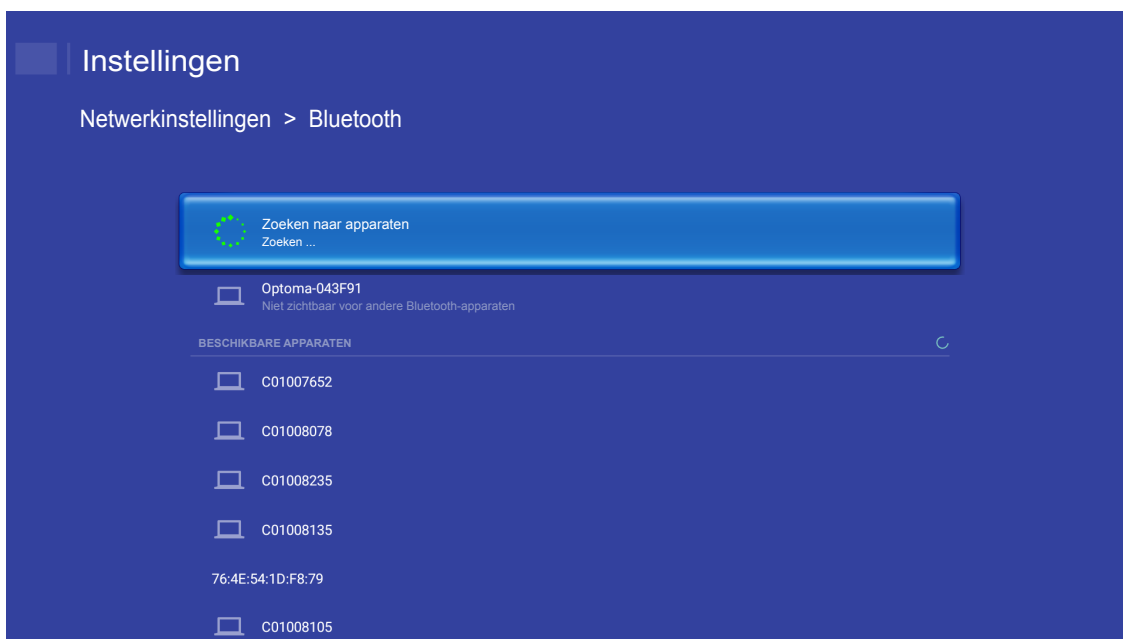 Instellingen
Netwerkinstellingen > Bluetooth
Zoeken naar apparaten
Zoeken ...
Optoma-043F91
Niet zichtbaar voor andere Bluetooth-apparaten
BESCHIKBARE APPARATEN
C01007652
C01008078
C01008235
C01008135
76:4E:54:1D:F8:79
C01008105